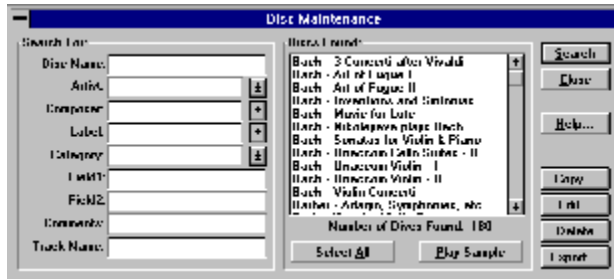 Disc Maintenance
Search For:
Disc Name:
Artist:
Composer:
Label:
Category:
Field1:
Field2:
Comments:
Track Name:
Discs Found:
Bach - 3 Concerti after Vivaldi
Bach - Art of Fugue I
Bach - Art of Fugue II
Bach - Inventions and Sinfonias
Bach - Music for Lute
Bach - Nikolayeva plays Bach
Bach - Sonatas for Violin & Piano
Bach - Unaccom Cello Suites - II
Bach - Unaccom Violin - I
Bach - Unaccom Violin - II
Bach - Violin Concerti
Barber - Adagio, Symphonies, etc
Number of Discs Found: 180
Select All
Play Sample
Search
Close
Help...
Copy
Edit
Delete
Export